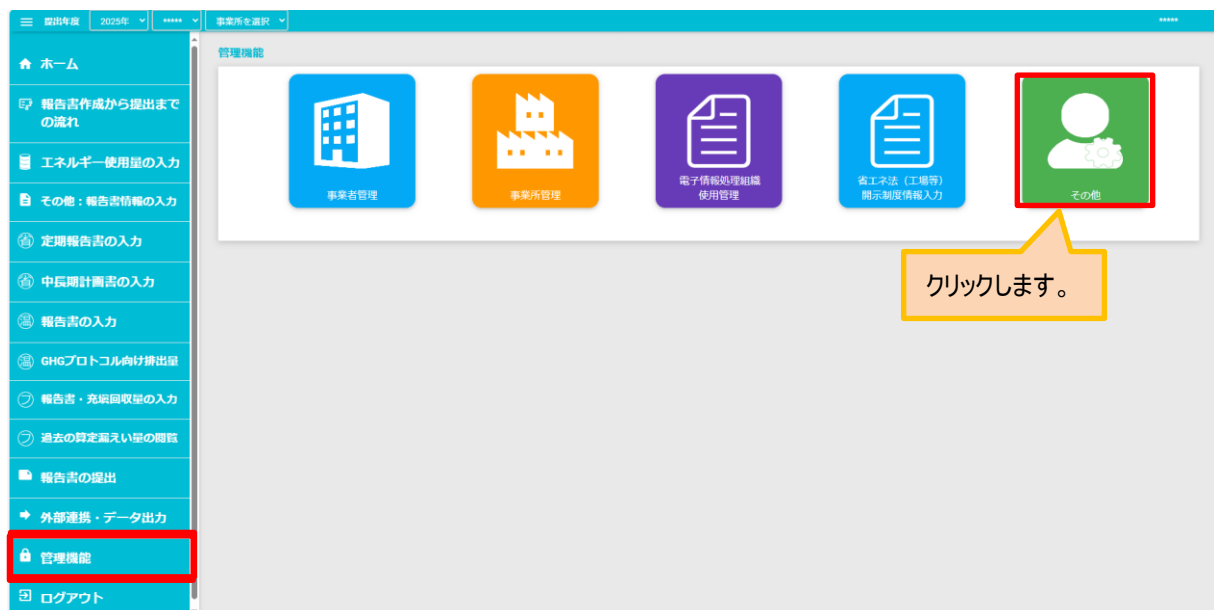 提出年度 2025年 ***** 事業所を選択 *****
ホーム
報告書作成から提出まで
の流れ
エネルギー使用量の入力
その他：報告書情報の入力
省 定期報告書の入力
省 中長期計画書の入力
温 報告書の入力
温 GHGプロトコル向け排出量
フ 報告書・充塡回収量の入力
フ 過去の算定漏えい量の閲覧
報告書の提出
外部連携・データ出力
管理機能
ログアウト
管理機能
事業者管理
事業所管理
電子情報処理組織
使用管理
省エネ法（工場等）
開示制度情報入力
その他
クリックします。